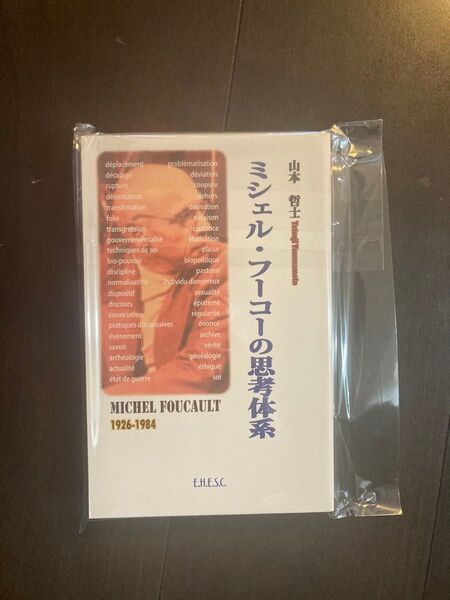 山本 哲士 Tetsuji Yamamoto
ミシェル・フーコーの思考体系
déplacement problématisation
décalage déviation
rupture coupure
délimitation dehors
transformation dérivation
folie déraison
transgression résistance
gouvernementalité étatisation
techniques de soi plaisir
bio-pouvoir biopolitique
discipline pastoral
normalisation individu dangereux
dispositif sexualité
discours épistémè
énonciation régularité
pratiques discursives énoncé
événement archive
savoir vérité
archéologie généalogie
actualité éthique
état de guerre soi
MICHEL FOUCAULT
1926-1984
E.H.E.S.C.